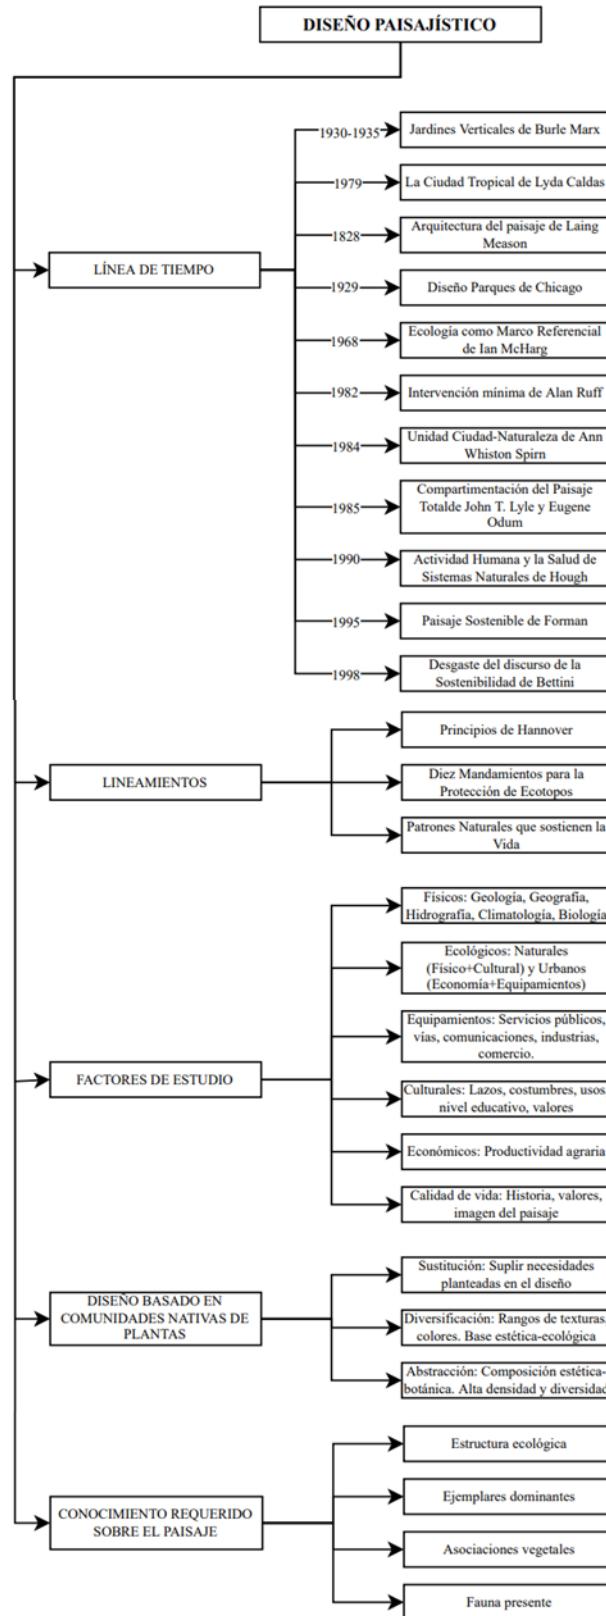 DISEÑO PAISAJÍSTICO
1930-1935
Jardines Verticales de Burle Marx
1979
La Ciudad Tropical de Lyda Caldas
1828
Arquitectura del paisaje de Laing
Meason
LÍNEA DE TIEMPO
1929
Diseño Parques de Chicago
1968
Ecología como Marco Referencial
de Ian McHarg
1982
Intervención mínima de Alan Ruff
1984
Unidad Ciudad-Naturaleza de Ann
Whiston Spirn
1985
Compartimentación del Paisaje
Totalde John T. Lyle y Eugene
Odum
1990
Actividad Humana y la Salud de
Sistemas Naturales de Hough
1995
Paisaje Sostenible de Forman
1998
Desgaste del discurso de la
Sostenibilidad de Bettini
LINEAMIENTOS
Principios de Hannover
Diez Mandamientos para la
Protección de Ecotopos
Patrones Naturales que sostienen la
Vida
FACTORES DE ESTUDIO
Físicos: Geología, Geografía,
Hidrografía, Climatología, Biología
Ecológicos: Naturales
(Físico+Cultural) y Urbanos
(Economía+Equipamientos)
Equipamientos: Servicios públicos,
vías, comunicaciones, industrias,
comercio.
Culturales: Lazos, costumbres, usos,
nivel educativo, valores
Económicos: Productividad agraria
Calidad de vida: Historia, valores,
imagen del paisaje
DISEÑO BASADO EN
COMUNIDADES NATIVAS DE
PLANTAS
Sustitución: Suplir necesidades
planteadas en el diseño
Diversificación: Rangos de texturas,
colores. Base estética-ecológica
Abstracción: Composición estética-
botánica. Alta densidad y diversidad
CONOCIMIENTO REQUERIDO
SOBRE EL PAISAJE
Estructura ecológica
Ejemplares dominantes
Asociaciones vegetales
Fauna presente